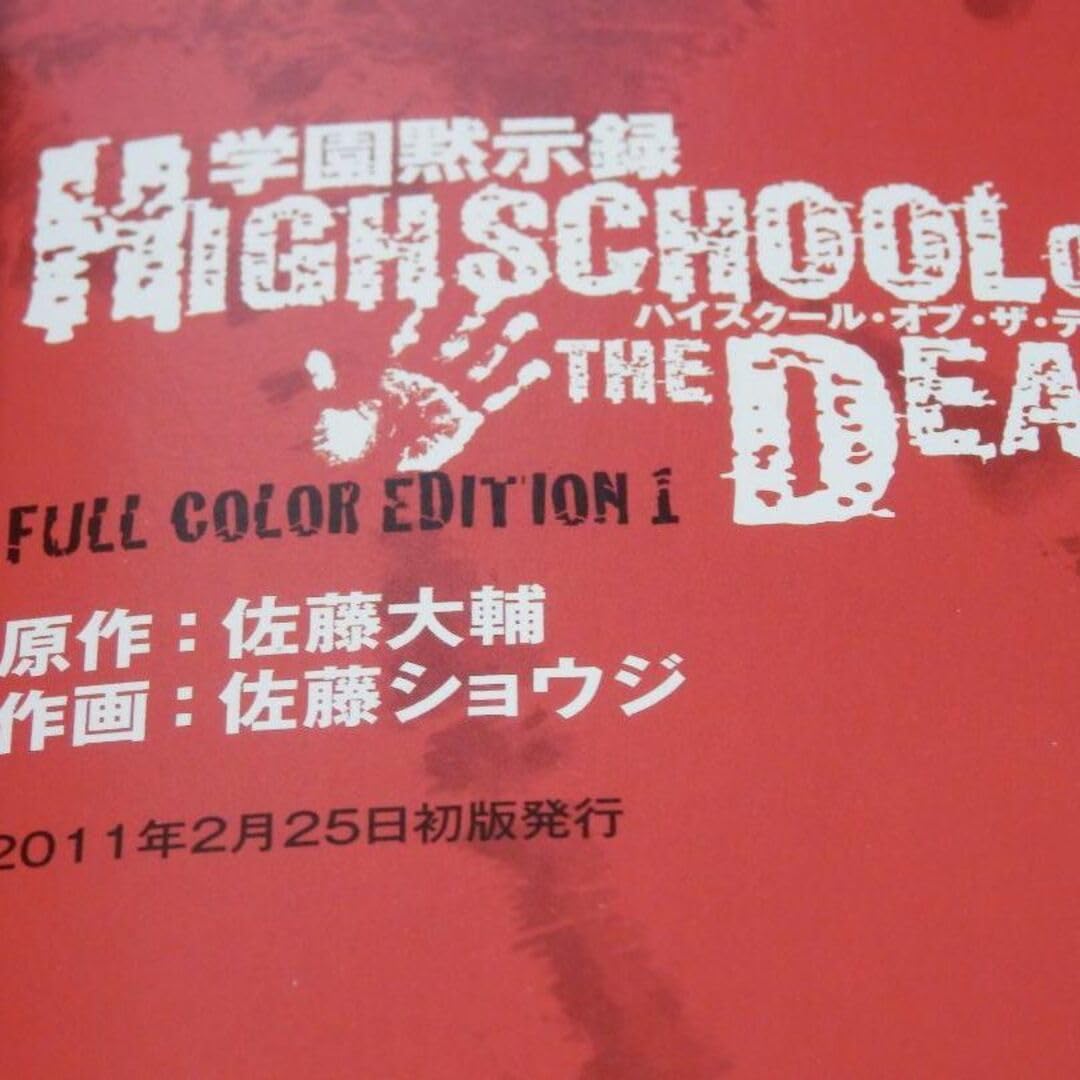 学園黙示録
HIGHSCHOOL O
ハイスクール・オブ・ザ・デ
THE DEA
FULL COLOR EDITION 1
原作：佐藤大輔
作画：佐藤ショウジ
2011年2月25日初版発行